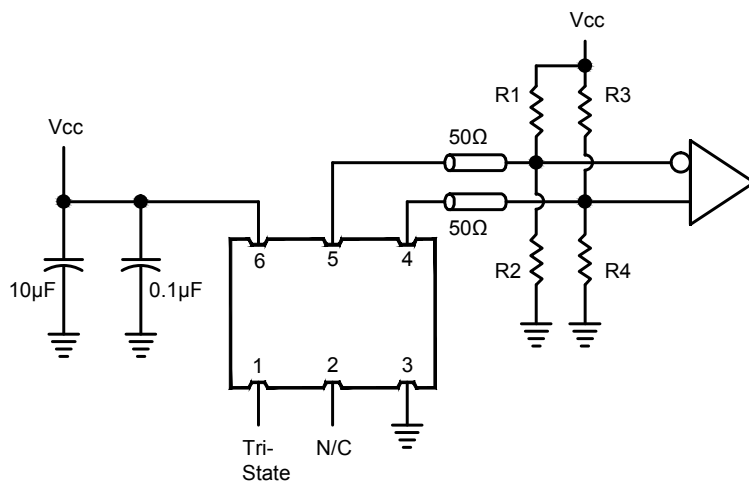 Vcc
R1
R3
Vcc
50Ω
50Ω
R2
R4
10µF
0.1µF
6
5
4
1
2
3
Tri-
State
N/C